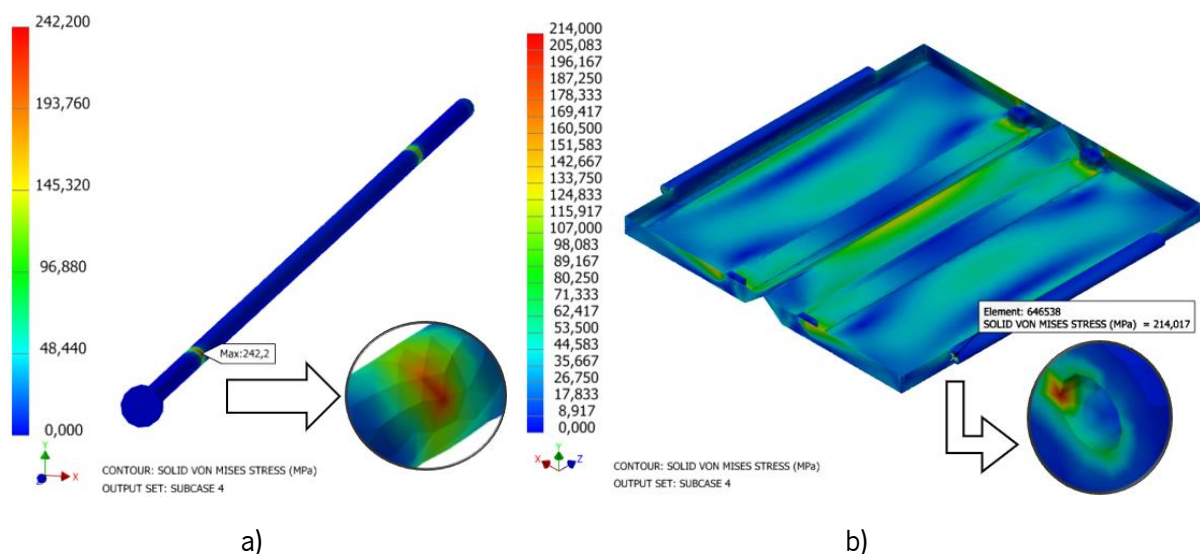 242,200
193,760
145,320
96,880
48,440
0,000
Max:242,2
Y
X
Z
CONTOUR: SOLID VON MISES STRESS (MPa)
OUTPUT SET: SUBCASE 4
a)
214,000
205,083
196,167
187,250
178,333
169,417
160,500
151,583
142,667
133,750
124,833
115,917
107,000
98,083
89,167
80,250
71,333
62,417
53,500
44,583
35,667
26,750
17,833
8,917
0,000
Element: 646538
SOLID VON MISES STRESS (MPa) = 214,017
Y
X
Z
CONTOUR: SOLID VON MISES STRESS (MPa)
OUTPUT SET: SUBCASE 4
b)